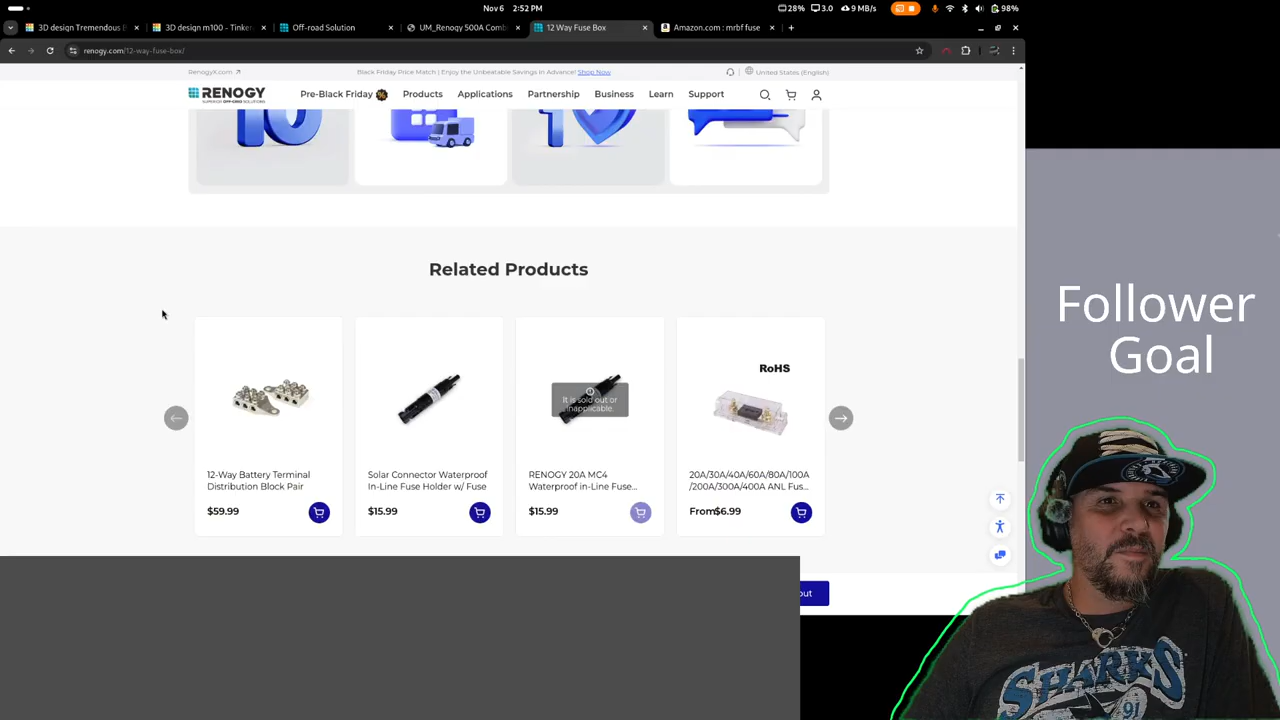 Nov 6 2:52 PM
28% 3.0 9 MB/s 98%
3D design Tremendous B
3D design m100 - Tinke
Off-road Solution
UM_Renogy 500A Comb
12 Way Fuse Box
Amazon.com : mrbf fuse
renogy.com/12-way-fuse-box/
RenogyX.com
Black Friday Price Match | Enjoy the Unbeatable Savings in Advance! Shop Now
United States (English)
RENOGY
Pre-Black Friday Products Applications Partnership Business Learn Support
10
Related Products
RoHS
It is sold out or
inapplicable.
12-Way Battery Terminal
Distribution Block Pair
$59.99
Solar Connector Waterproof
In-Line Fuse Holder w/ Fuse
$15.99
RENOGY 20A MC4
Waterproof in-Line Fuse...
$15.99
20A/30A/40A/60A/80A/100A
/200A/300A/400A ANL Fus...
From$6.99
out
Follower
Goal
SHARKS
91